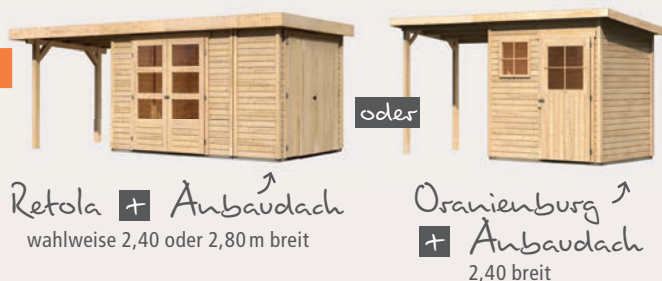 oder
Retola + Anbaudach
wahlweise 2,40 oder 2,80 m breit
Oranienburg
+ Anbaudach
2,40 breit